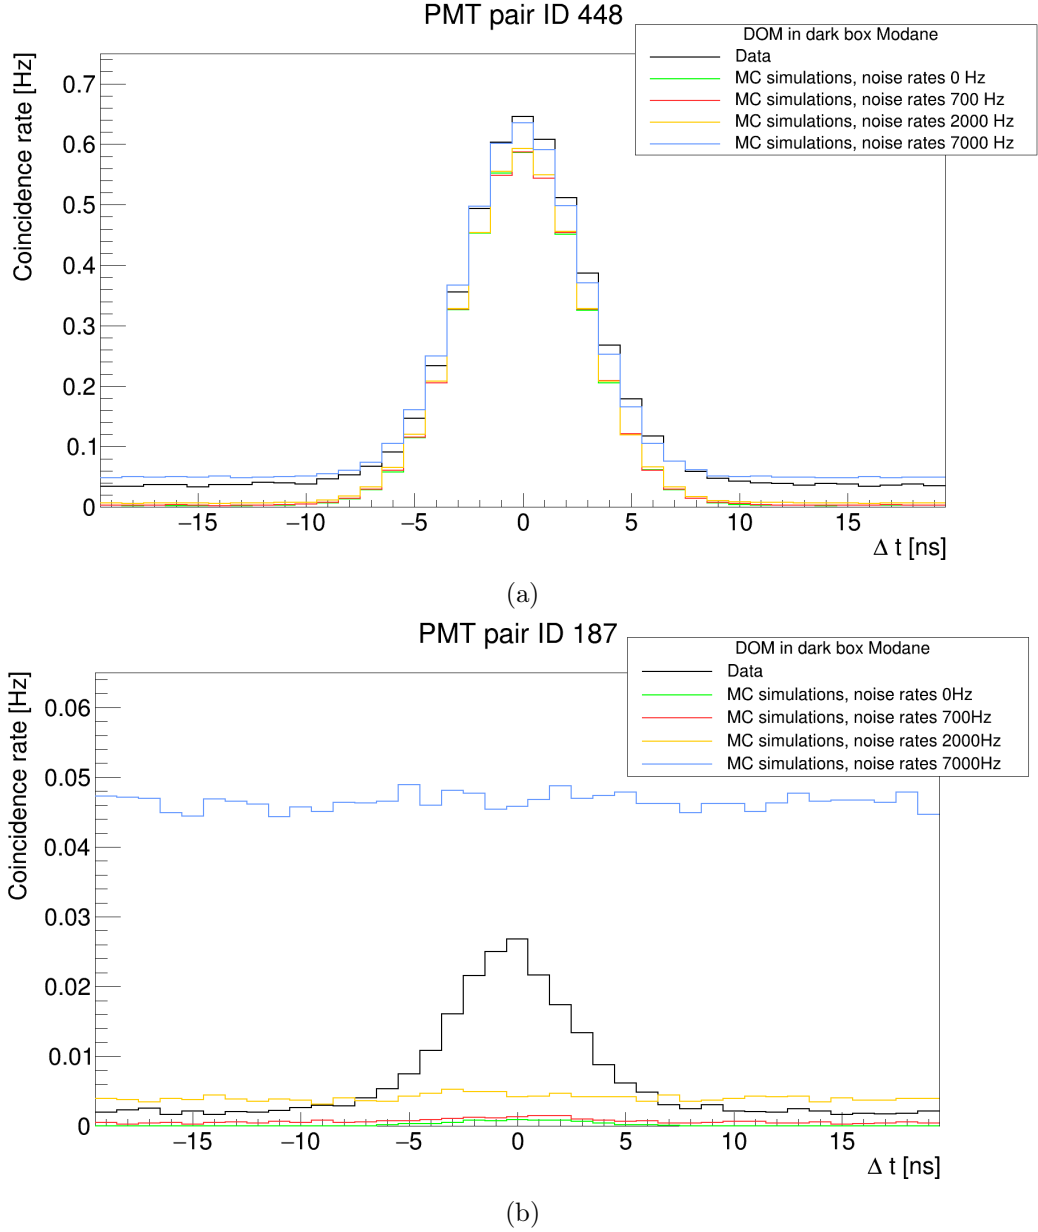 PMT pair ID 448
DOM in dark box Modane
Data
MC simulations, noise rates 0 Hz
MC simulations, noise rates 700 Hz
MC simulations, noise rates 2000 Hz
MC simulations, noise rates 7000 Hz
Coincidence rate [Hz]
0.7
0.6
0.5
0.4
0.3
0.2
0.1
0
−15 −10 −5 0 5 10 15
Δ t [ns]
(a)
PMT pair ID 187
DOM in dark box Modane
Data
MC simulations, noise rates 0Hz
MC simulations, noise rates 700Hz
MC simulations, noise rates 2000Hz
MC simulations, noise rates 7000Hz
Coincidence rate [Hz]
0.06
0.05
0.04
0.03
0.02
0.01
0
−15 −10 −5 0 5 10 15
Δ t [ns]
(b)